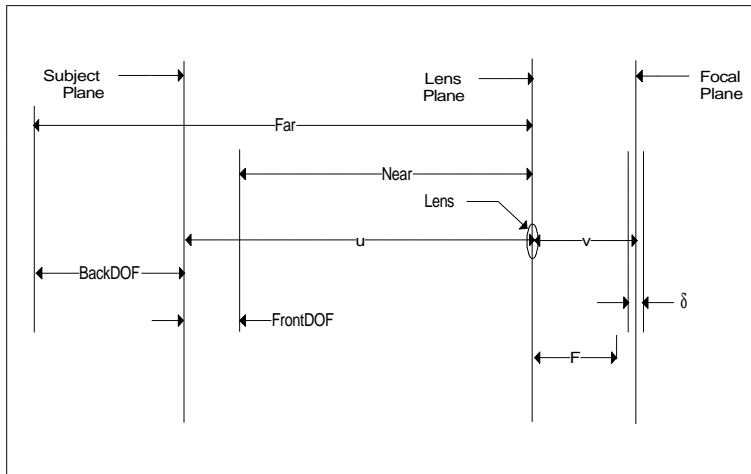 Subject
Plane
Lens
Plane
Focal
Plane
Far
Near
Lens
u
v
BackDOF
FrontDOF
δ
F